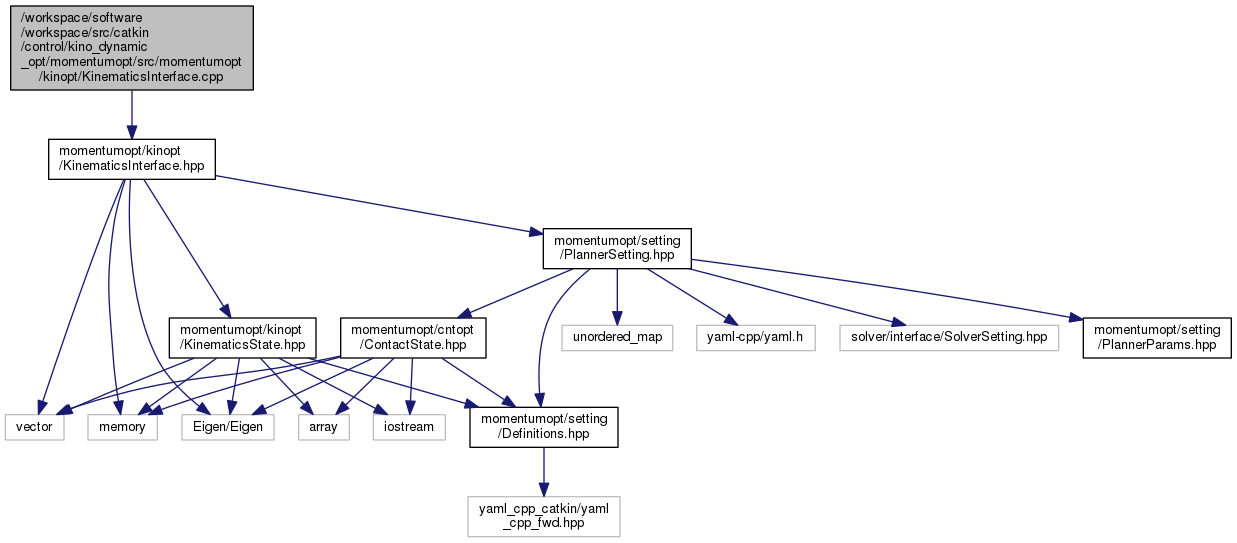 /workspace/software
/workspace/src/catkin
/control/kino_dynamic
_opt/momentumopt/src/momentumopt
/kinopt/KinematicsInterface.cpp
momentumopt/kinopt
/KinematicsInterface.hpp
momentumopt/setting
/PlannerSetting.hpp
momentumopt/kinopt
/KinematicsState.hpp
momentumopt/cntopt
/ContactState.hpp
unordered_map
yaml-cpp/yaml.h
solver/interface/SolverSetting.hpp
momentumopt/setting
/PlannerParams.hpp
vector
memory
Eigen/Eigen
array
iostream
momentumopt/setting
/Definitions.hpp
yaml_cpp_catkin/yaml
_cpp_fwd.hpp